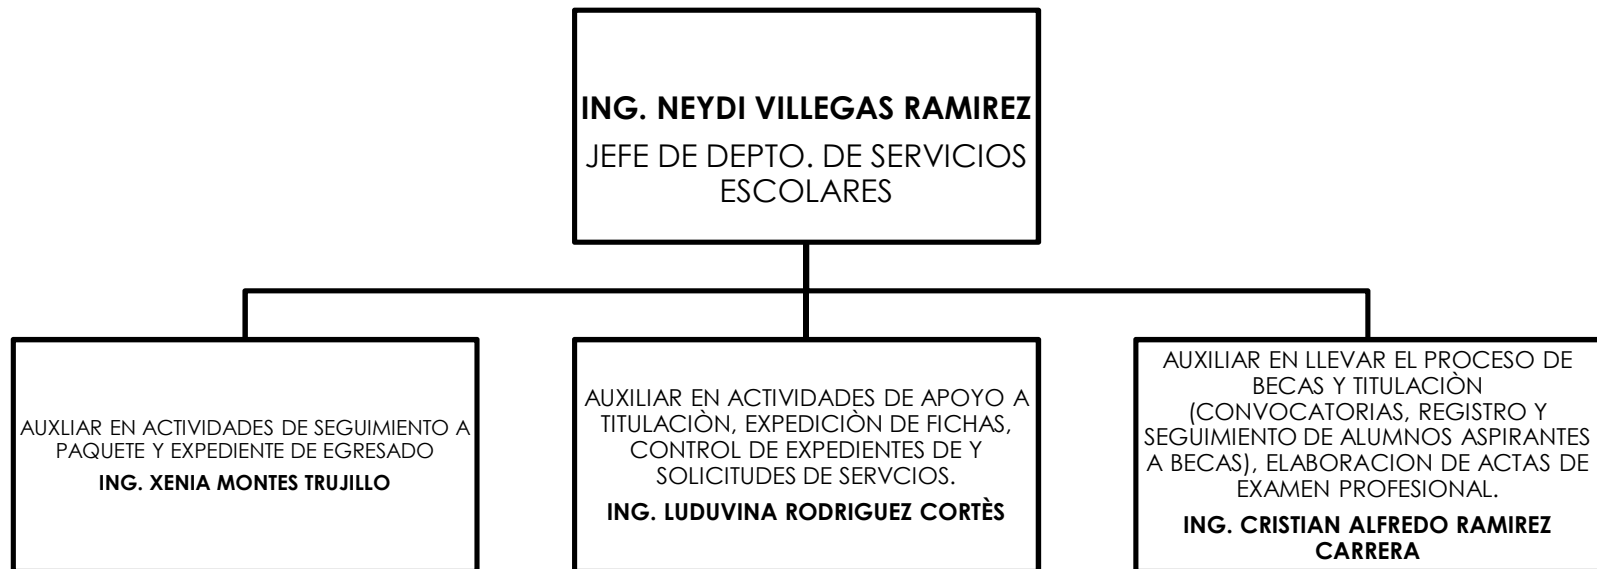 ING. NEYDI VILLEGAS RAMIREZ
JEFE DE DEPTO. DE SERVICIOS
ESCOLARES
AUXLIAR EN ACTIVIDADES DE SEGUIMIENTO A
PAQUETE Y EXPEDIENTE DE EGRESADO
ING. XENIA MONTES TRUJILLO
AUXILIAR EN ACTIVIDADES DE APOYO A
TITULACIÒN, EXPEDICIÒN DE FICHAS,
CONTROL DE EXPEDIENTES DE Y
SOLICITUDES DE SERVCIOS.
ING. LUDUVINA RODRIGUEZ CORTÈS
AUXILIAR EN LLEVAR EL PROCESO DE
BECAS Y TITULACIÒN
(CONVOCATORIAS, REGISTRO Y
SEGUIMIENTO DE ALUMNOS ASPIRANTES
A BECAS), ELABORACION DE ACTAS DE
EXAMEN PROFESIONAL.
ING. CRISTIAN ALFREDO RAMIREZ
CARRERA